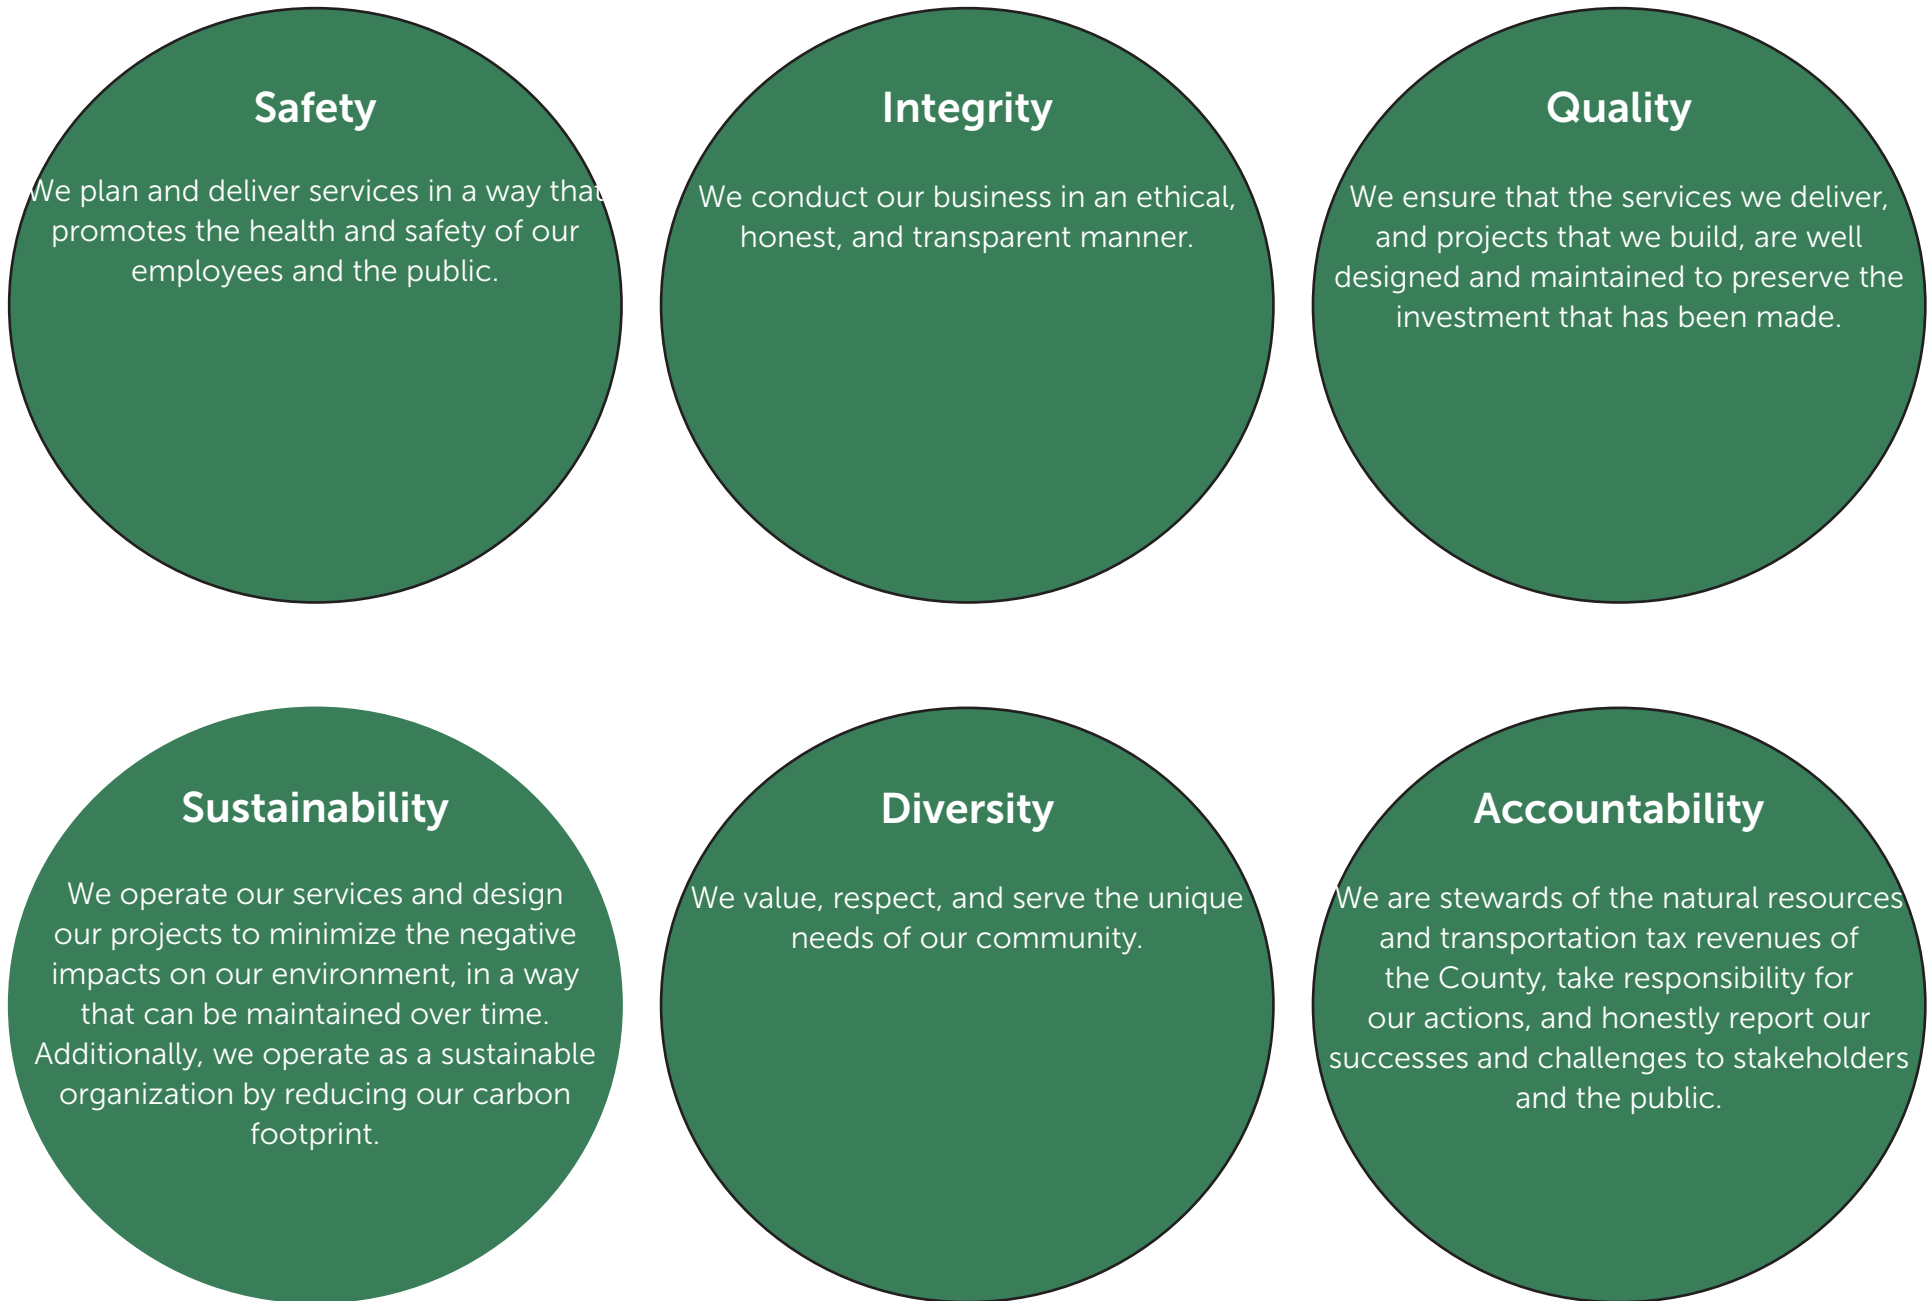 Safety
We plan and deliver services in a way that
promotes the health and safety of our
employees and the public.
Integrity
We conduct our business in an ethical,
honest, and transparent manner.
Quality
We ensure that the services we deliver,
and projects that we build, are well
designed and maintained to preserve the
investment that has been made.
Sustainability
We operate our services and design
our projects to minimize the negative
impacts on our environment, in a way
that can be maintained over time.
Additionally, we operate as a sustainable
organization by reducing our carbon
footprint.
Diversity
We value, respect, and serve the unique
needs of our community.
Accountability
We are stewards of the natural resources
and transportation tax revenues of
the County, take responsibility for
our actions, and honestly report our
successes and challenges to stakeholders
and the public.